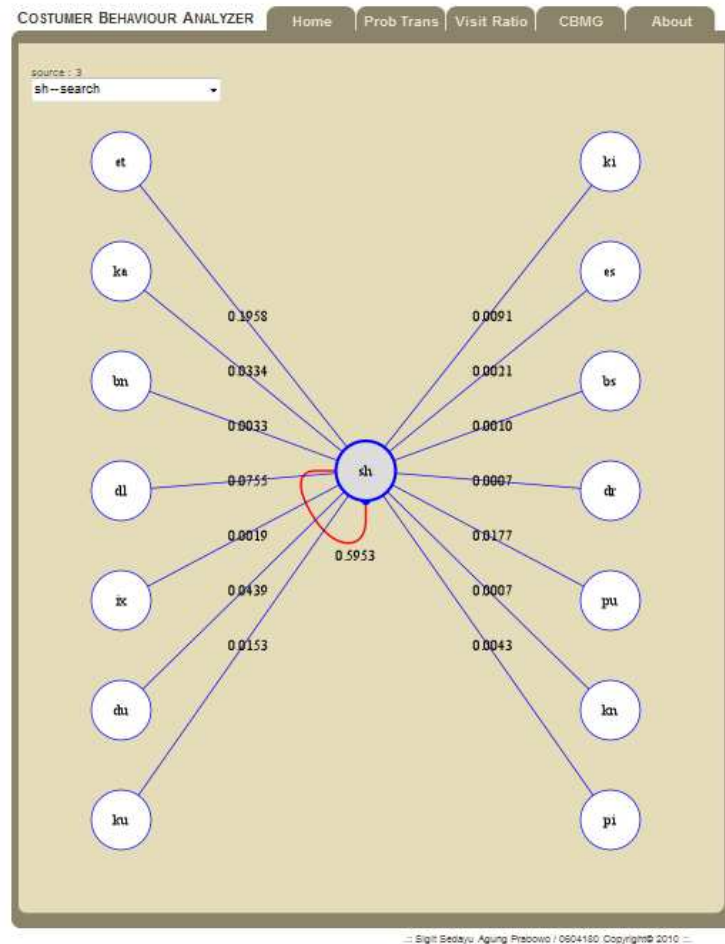 COSTUMER BEHAVIOUR ANALYZER Home Prob Trans Visit Ratio CBMG About
source : 3
sh--search
et ki
ka es
0.1958 0.0091
0.0334 0.0021
bn bs
0.0033 0.0010
sh
dl 0.0755 0.0007 dr
0.0019 0.0177
0.5953
0.0439 0.0007
ix pu
0.0153 0.0043
du kn
ku pi
.:: Sigit Sedayu Agung Prabowo / 0604180 Copyright© 2010 ::.